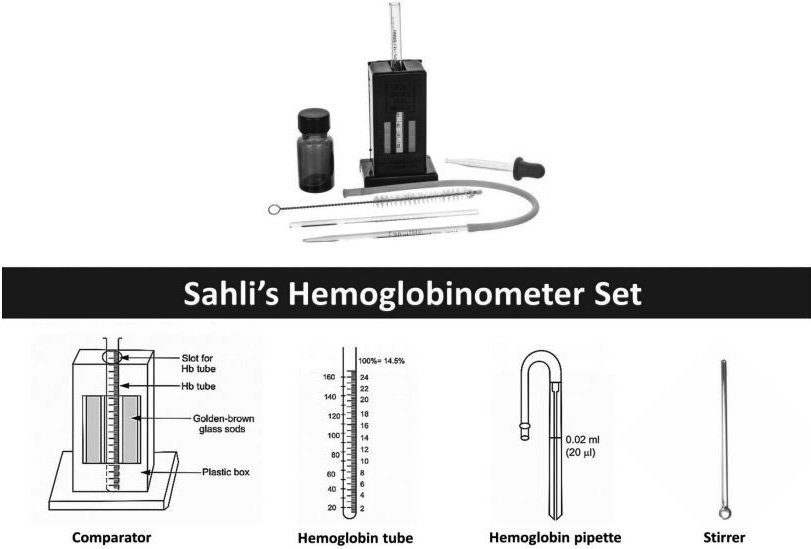 Sahli's Hemoglobinometer Set
Slot for
Hb tube
Hb tube
Golden-brown
glass sods
Plastic box
Comparator
100%= 14.5%
160
140
120
100
80
60
40
20
24
22
20
18
16
14
12
10
8
6
4
2
Hemoglobin tube
0.02 ml
(20 µl)
Hemoglobin pipette
Stirrer